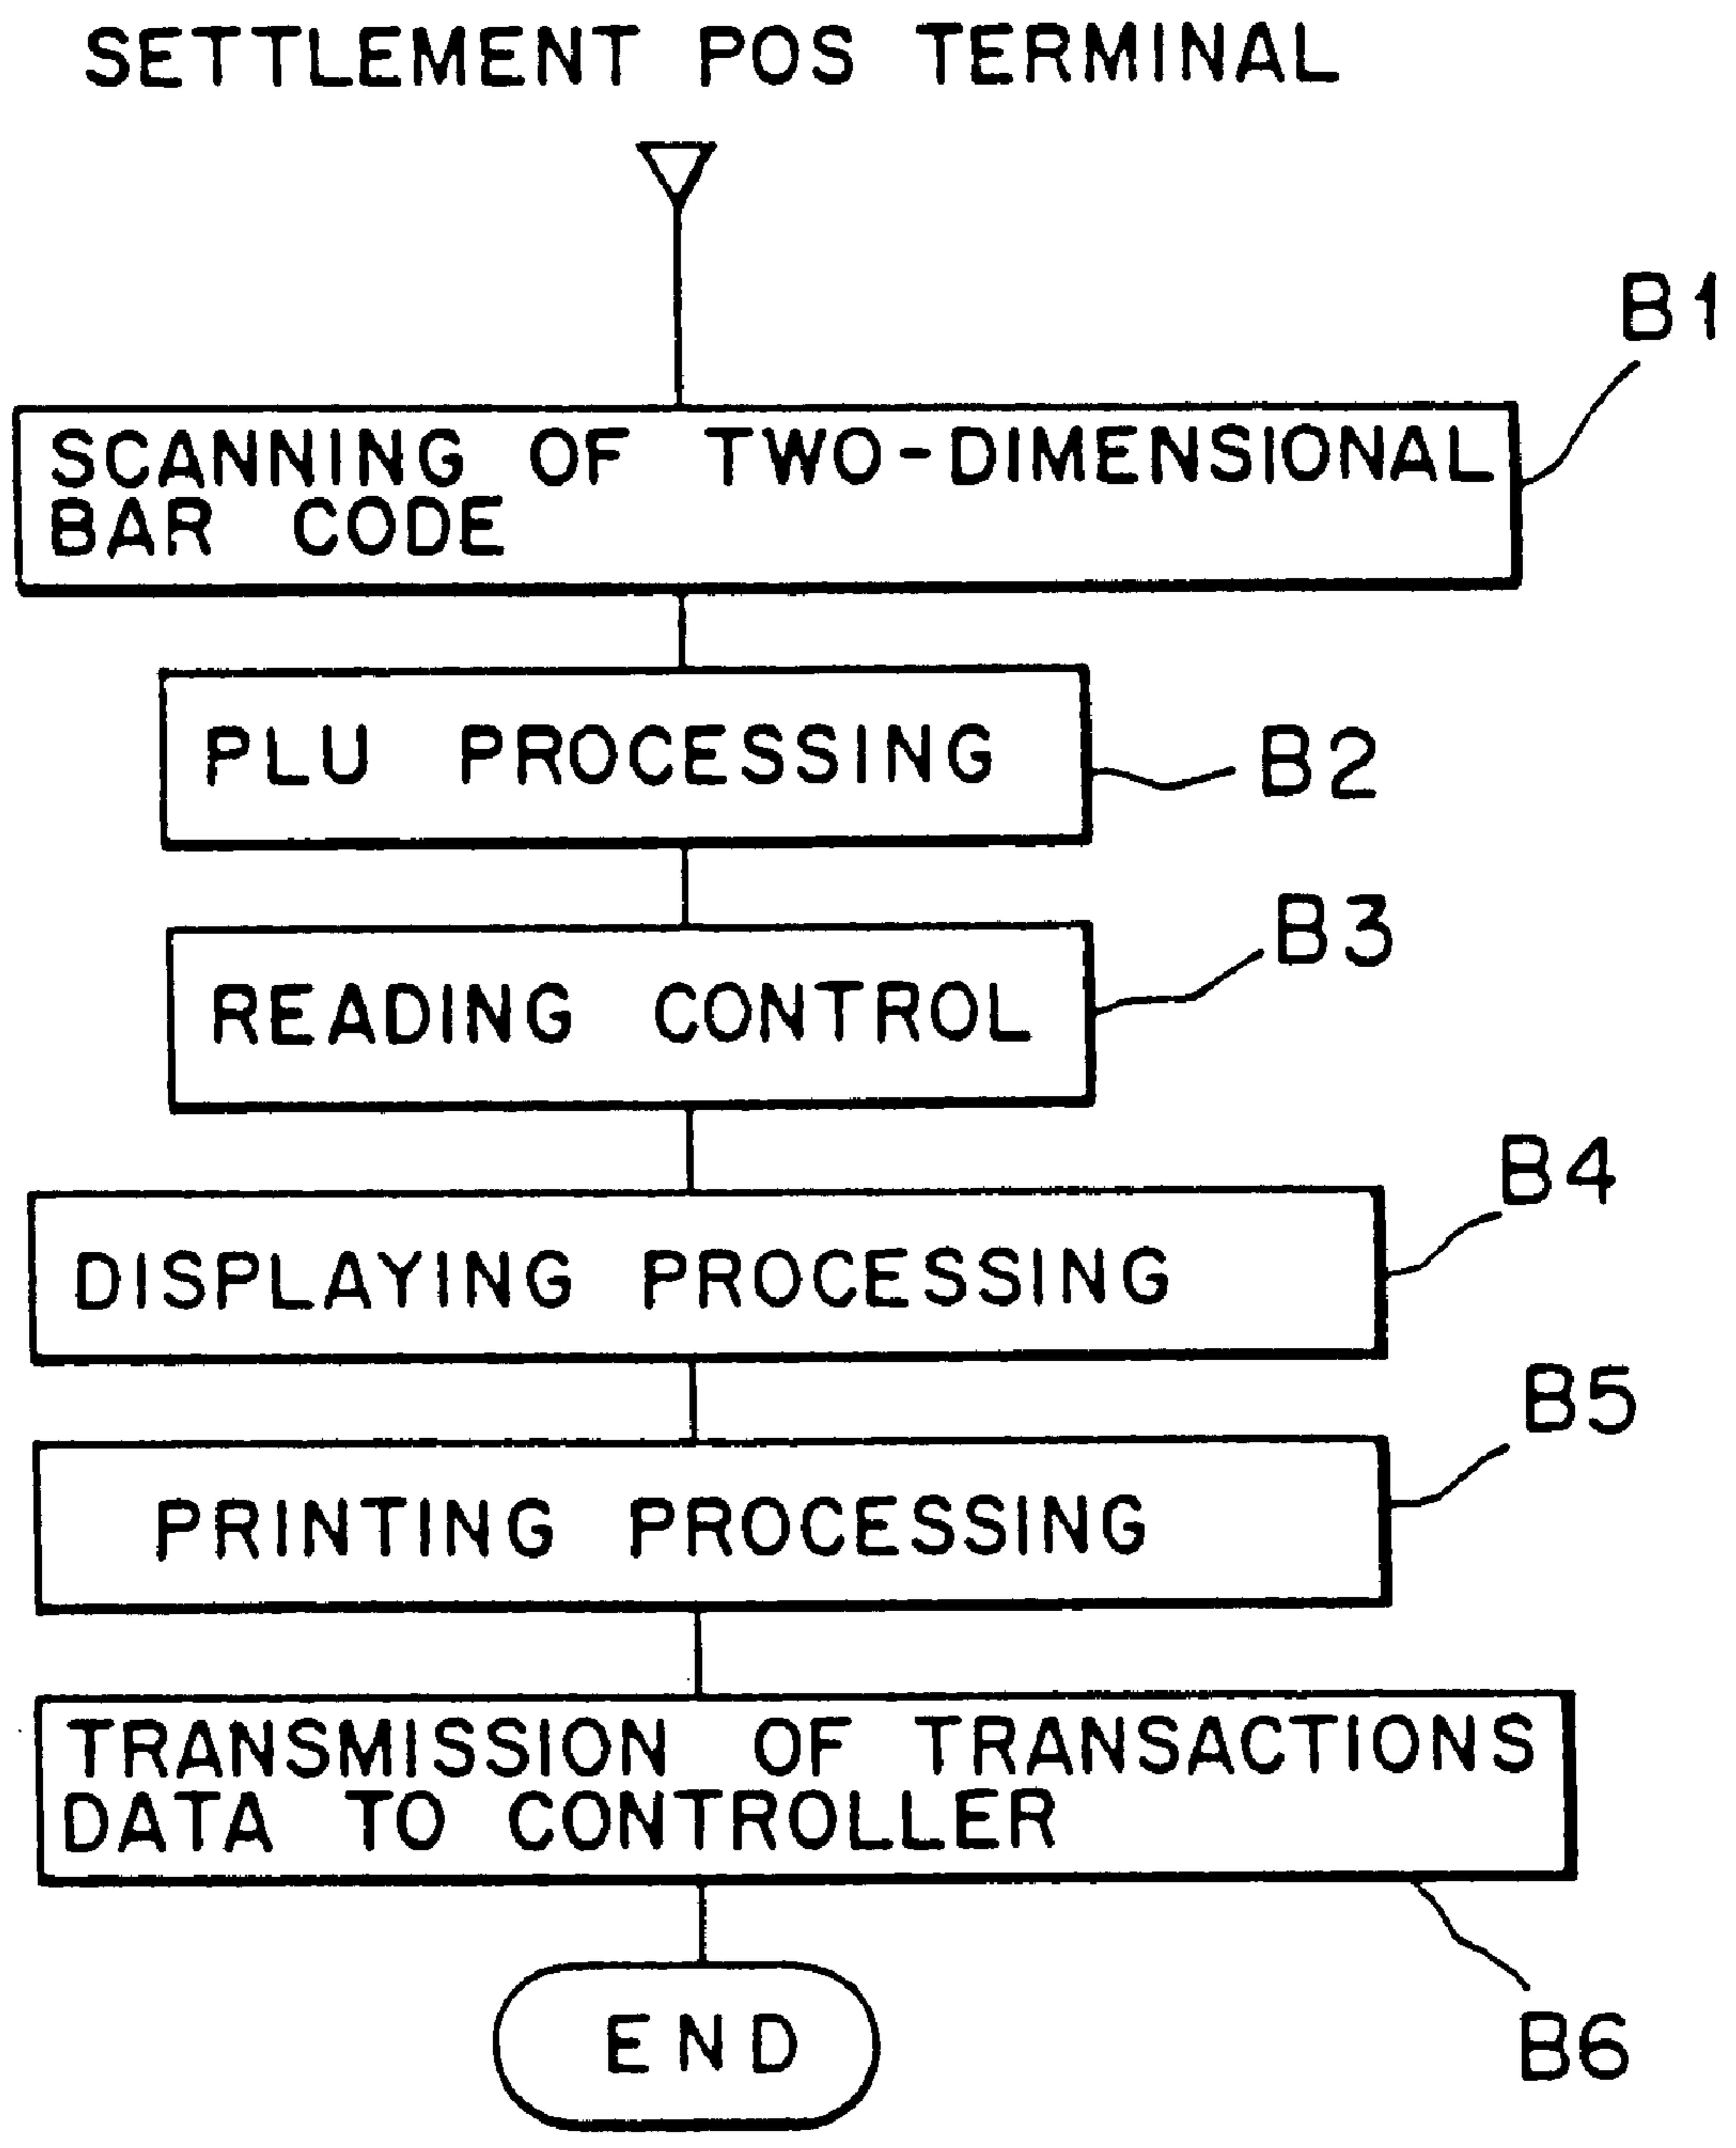 SETTLEMENT POS TERMINAL
B1
SCANNING OF TWO-DIMENSIONAL
BAR CODE
PLU PROCESSING
B2
B3
READING CONTROL
B4
DISPLAYING PROCESSING
B5
PRINTING PROCESSING
TRANSMISSION OF TRANSACTIONS
DATA TO CONTROLLER
END
B6